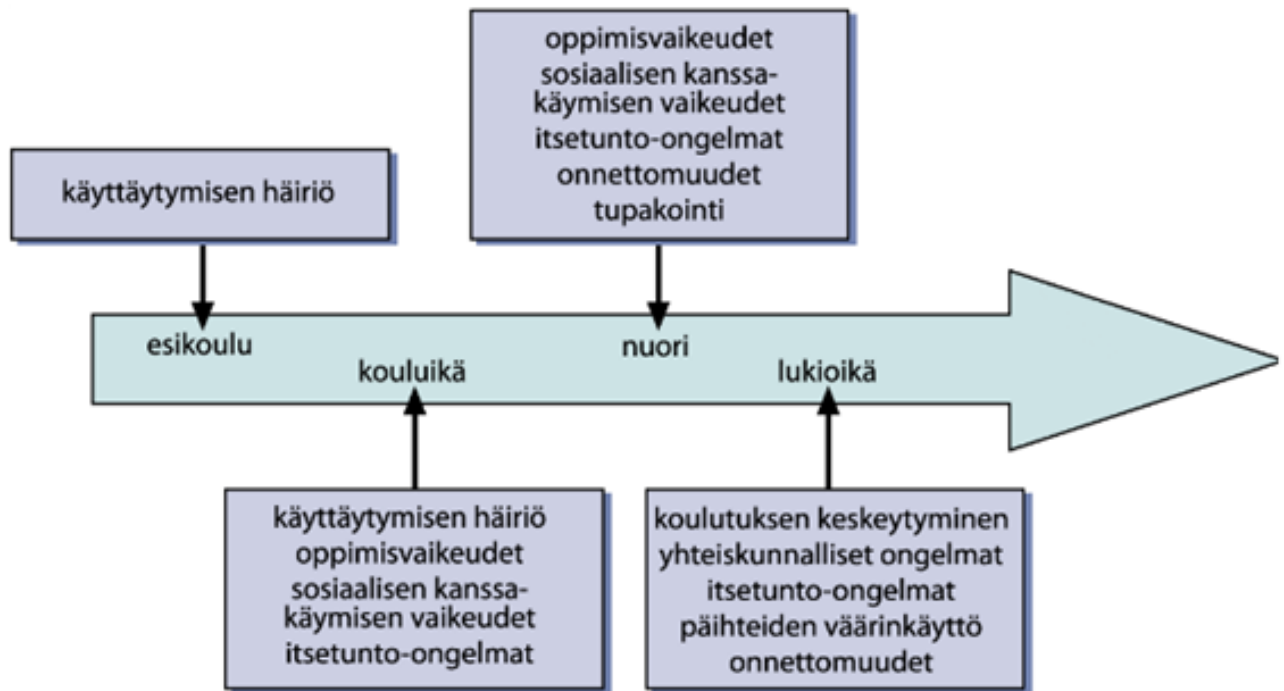 oppimisvaikeudet
sosiaalisen kanssa-
käymisen vaikeudet
itsetunto-ongelmat
onnettomuudet
tupakointi
käyttäytymisen häiriö
esikoulu
nuori
kouluikä
lukioikä
käyttäytymisen häiriö
oppimisvaikeudet
sosiaalisen kanssa-
käymisen vaikeudet
itsetunto-ongelmat
koulutuksen keskeytyminen
yhteiskunnalliset ongelmat
itsetunto-ongelmat
päihteiden väärinkäyttö
onnettomuudet